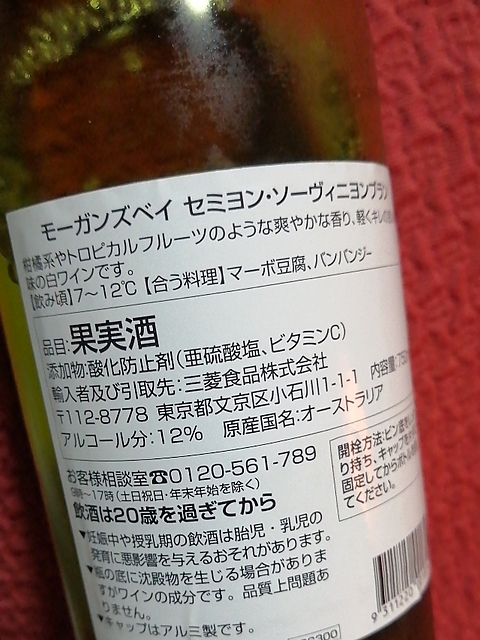 モーガンズベイ セミヨン・ソーヴィニヨンブラン
柑橘系やトロピカルフルーツのような爽やかな香り、軽くキレの
味の白ワインです。
【飲み頃】7～12℃【合う料理】マーボ豆腐、バンバンジー
品目:果実酒
添加物:酸化防止剤(亜硫酸塩、ビタミンC)
輸入者及び引取先:三菱食品株式会社
〒112-8778 東京都文京区小石川1-1-1 内容量:
アルコール分:12% 原産国名:オーストラリア
お客様相談室☎0120-561-789
9時～17時(土日祝日・年末年始を除く)
飲酒は20歳を過ぎてから
▼妊娠中や授乳期の飲酒は胎児・乳児の
発育に悪影響を与えるおそれがあります。
▼瓶の底に沈殿物を生じる場合がありま
すがワインの成分です。品質上問題あ
りません。
▼キャップはアルミ製です。
開栓方法:ビン底を
り持ち、キャップを
固定してからボトル
てください。
9 311220